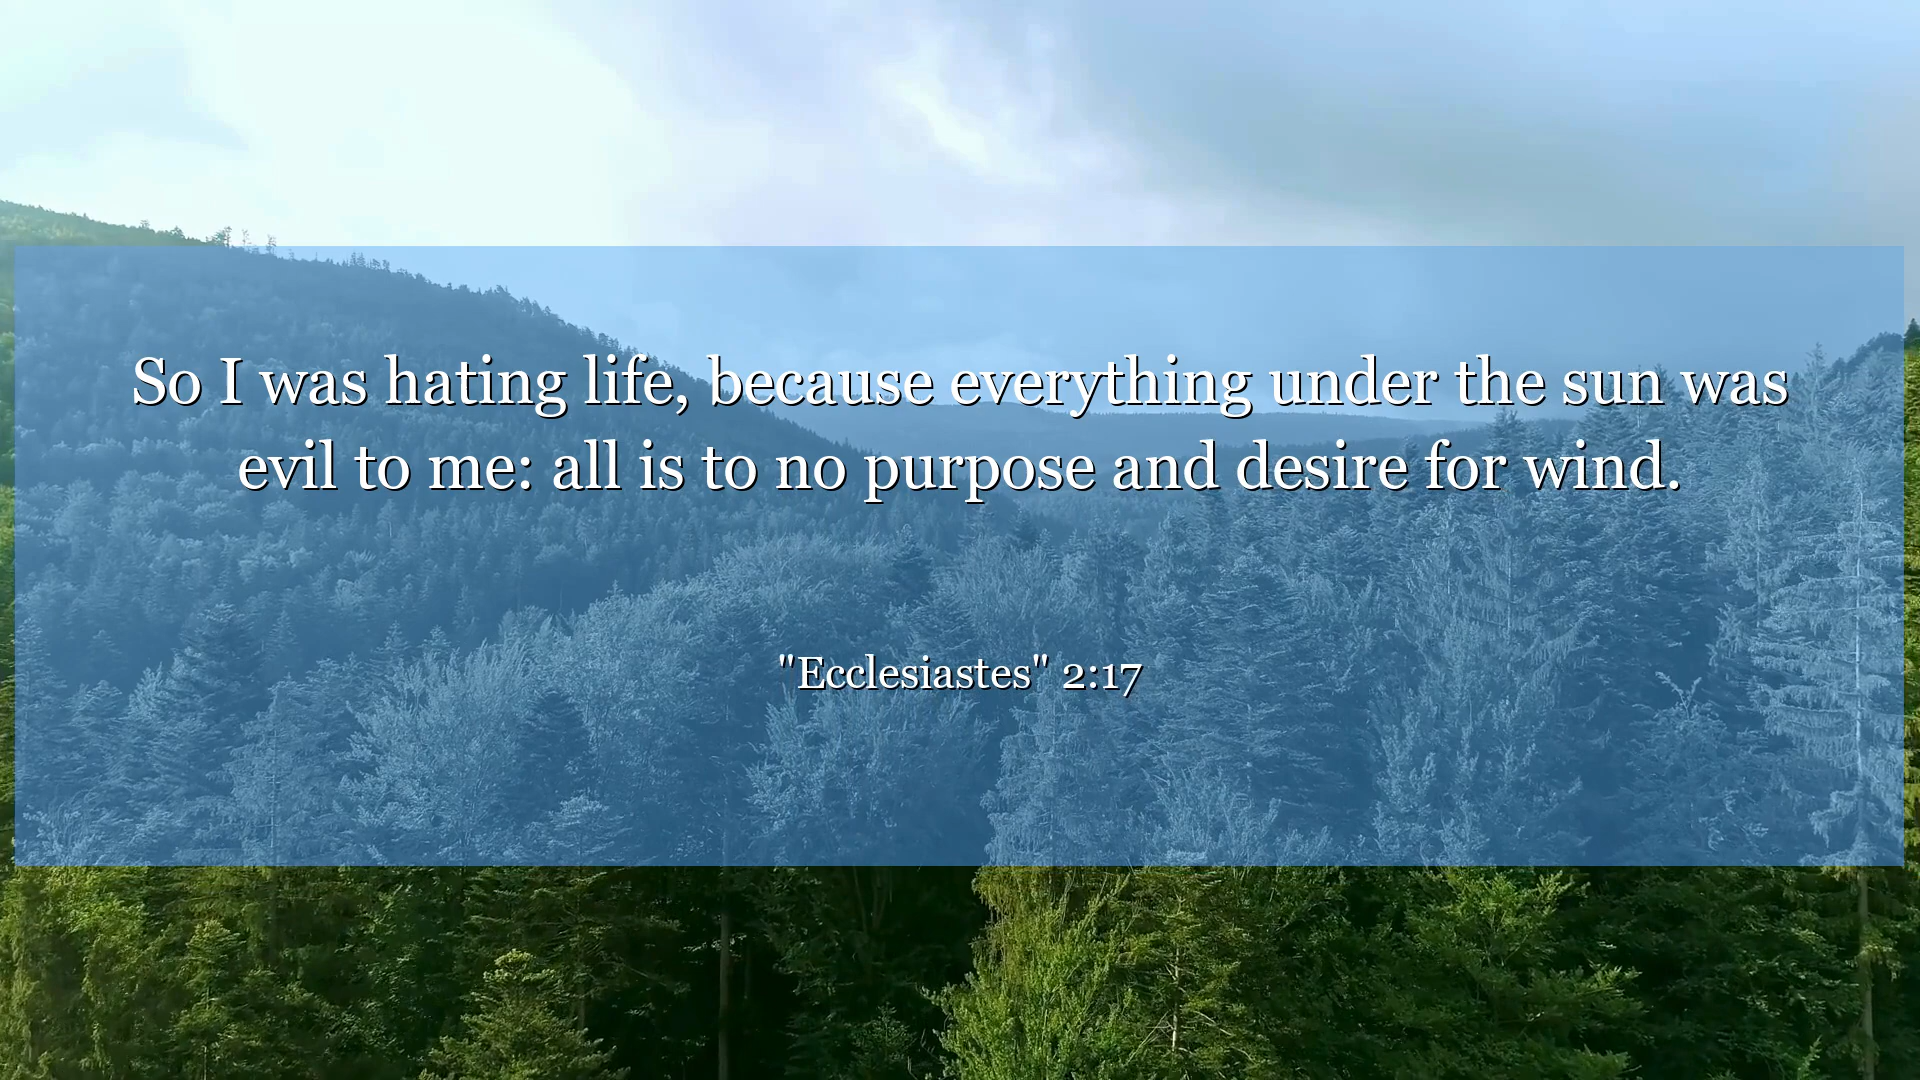 So I was hating life, because everything under the sun was
evil to me: all is to no purpose and desire for wind.
"Ecclesiastes" 2:17